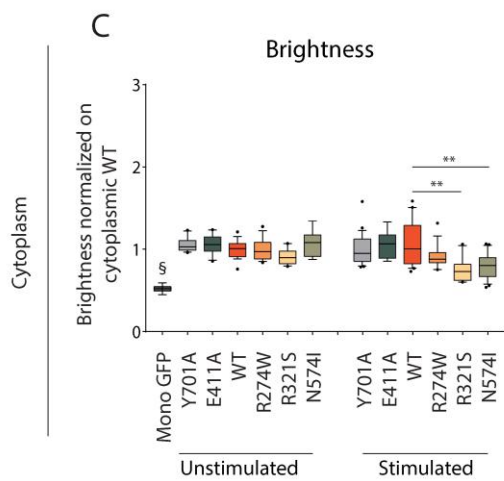 C
Brightness
Cytoplasm
Brightness normalized on
cytoplasmic WT
3
2
1
0
§
**
**
Mono GFP
Y701A
E411A
WT
R274W
R321S
N574I
Y701A
E411A
WT
R274W
R321S
N574I
Unstimulated
Stimulated